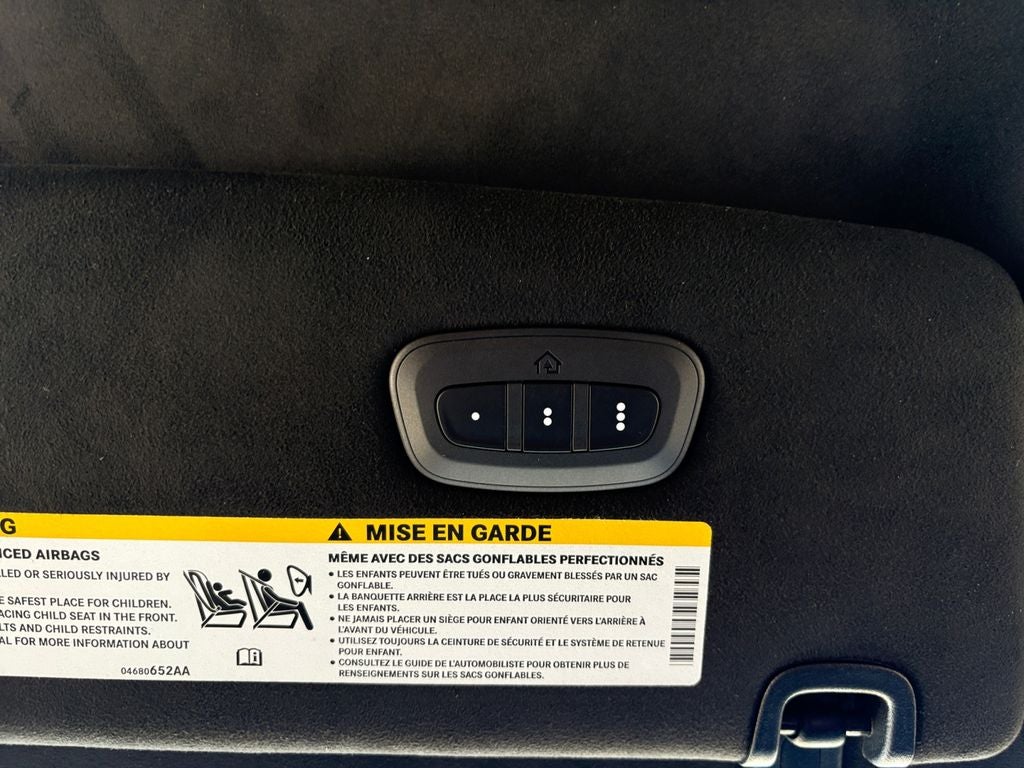 G
MISE EN GARDE
CED AIRBAGS
LED OR SERIOUSLY INJURED BY
E SAFEST PLACE FOR CHILDREN.
ACING CHILD SEAT IN THE FRONT.
LTS AND CHILD RESTRAINTS.
AL FOR MORE INFORMATION ABOUT
04680652AA
MÊME AVEC DES SACS GONFLABLES PERFECTIONNÉS
• LES ENFANTS PEUVENT ÊTRE TUÉS OU GRAVEMENT BLESSÉS PAR UN SAC
GONFLABLE.
• LA BANQUETTE ARRIÈRE EST LA PLACE LA PLUS SÉCURITAIRE POUR
LES ENFANTS.
• NE JAMAIS PLACER UN SIÈGE POUR ENFANT ORIENTÉ VERS L'ARRIÈRE À
L'AVANT DU VÉHICULE.
• UTILISEZ TOUJOURS LA CEINTURE DE SÉCURITÉ ET LE SYSTÈME DE RETENUE
POUR ENFANT.
• CONSULTEZ LE GUIDE DE L'AUTOMOBILISTE POUR OBTENIR PLUS DE
RENSEIGNEMENTS SUR LES SACS GONFLABLES.